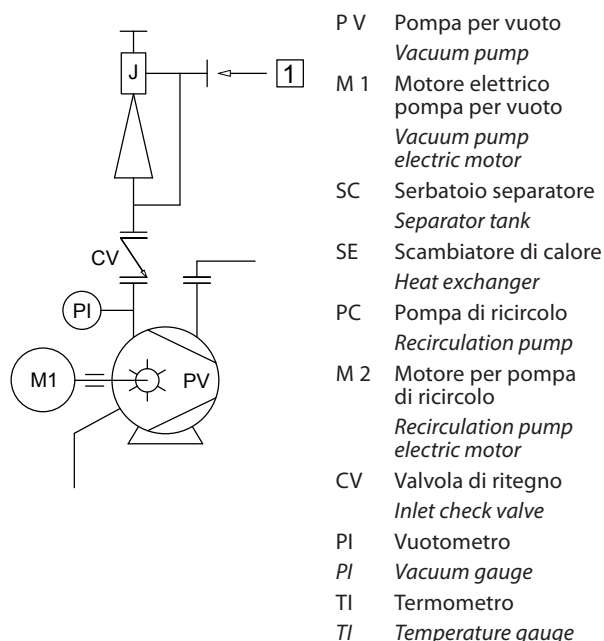 J
1
CV
PI
M1
PV
P V Pompa per vuoto
Vacuum pump
M 1 Motore elettrico
pompa per vuoto
Vacuum pump
electric motor
SC Serbatoio separatore
Separator tank
SE Scambiatore di calore
Heat exchanger
PC Pompa di ricircolo
Recirculation pump
M 2 Motore per pompa
di ricircolo
Recirculation pump
electric motor
CV Valvola di ritegno
Inlet check valve
PI Vuotometro
PI Vacuum gauge
TI Termometro
TI Temperature gauge